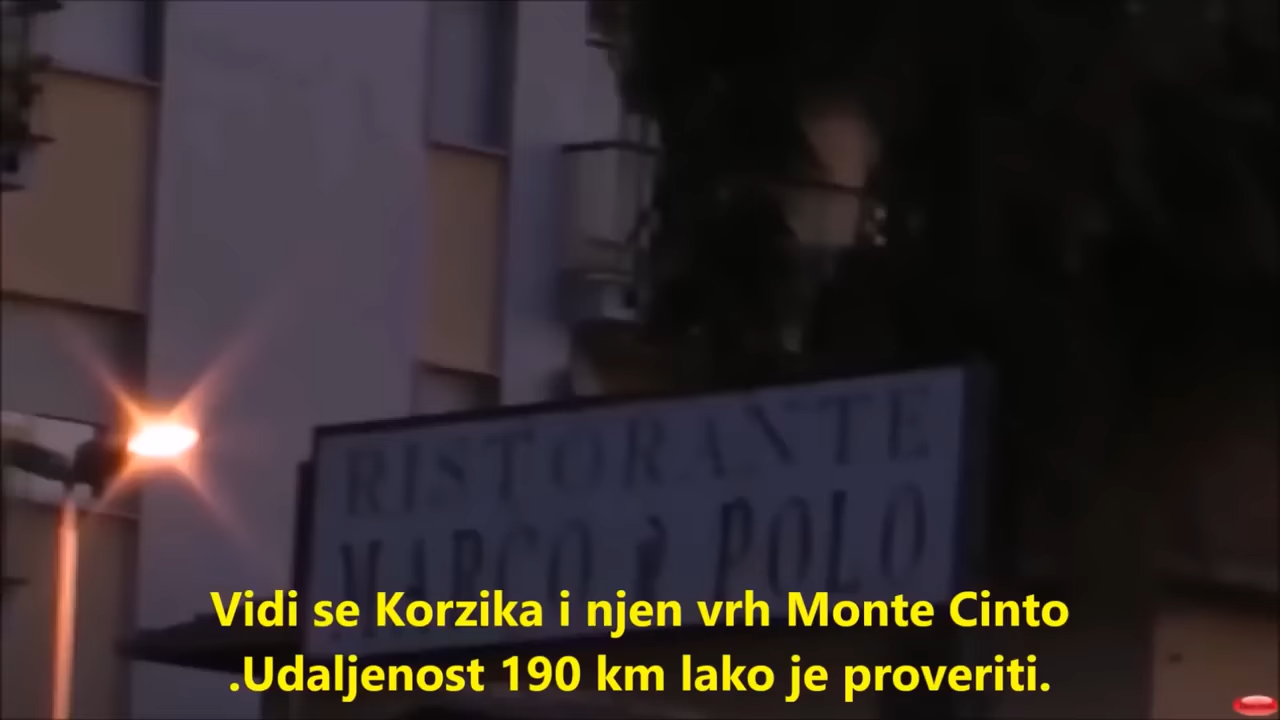 RISTORANTE
MARCO e POLO
Vidi se Korzika i njen vrh Monte Cinto
.Udaljenost 190 km lako je proveriti.